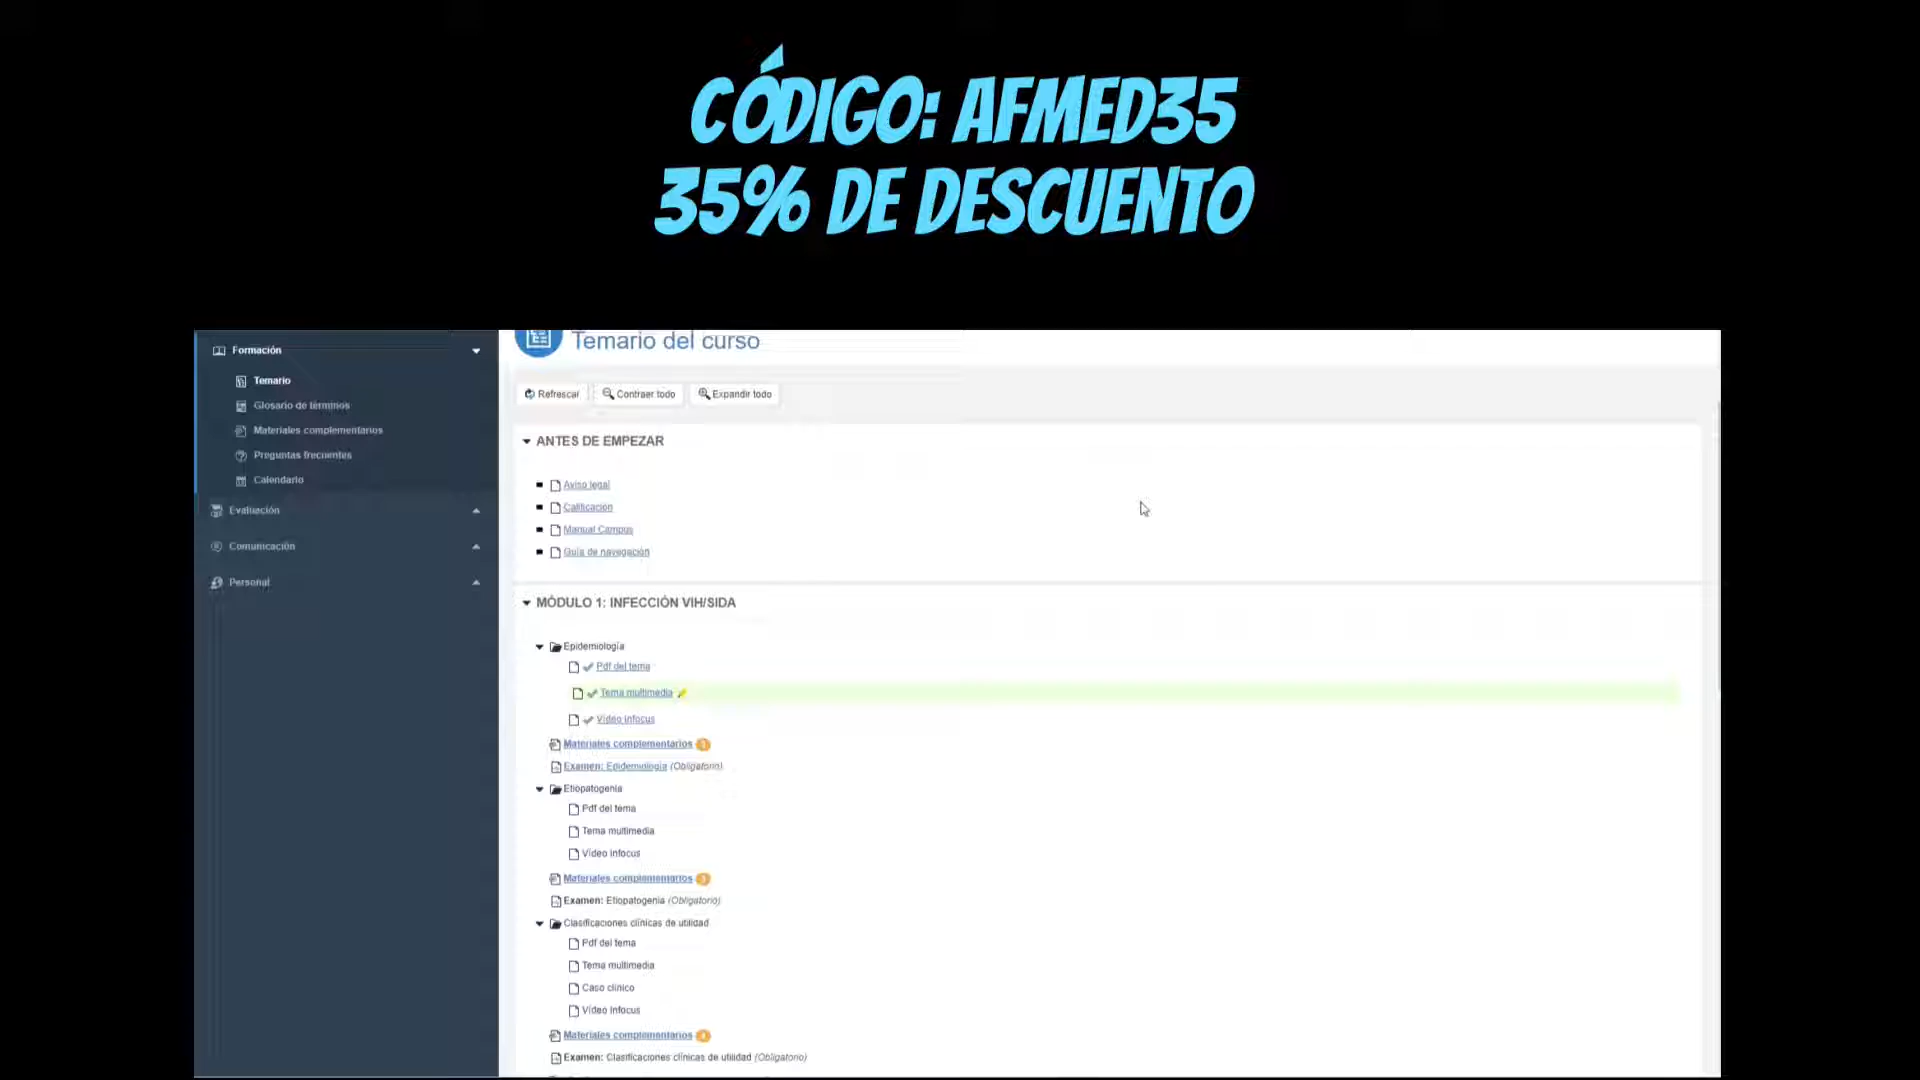 CÓDIGO: AFMED35
35% DE DESCUENTO
Formación
Temario
Glosario de términos
Materiales complementarios
Preguntas frecuentes
Calendario
Evaluación
Comunicación
Personal
Temario del curso
Refrescar
Contraer todo
Expandir todo
ANTES DE EMPEZAR
Aviso legal
Calificación
Manual Campus
Guía de navegación
MÓDULO 1: INFECCIÓN VIH/SIDA
Epidemiología
Pdf del tema
Tema multimedia
Vídeo infocus
Materiales complementarios
Examen: Epidemiología (Obligatorio)
Etiopatogenia
Pdf del tema
Tema multimedia
Vídeo infocus
Materiales complementarios
Examen: Etiopatogenia (Obligatorio)
Clasificaciones clínicas de utilidad
Pdf del tema
Tema multimedia
Caso clínico
Vídeo infocus
Materiales complementarios
Examen: Clasificaciones clínicas de utilidad (Obligatorio)